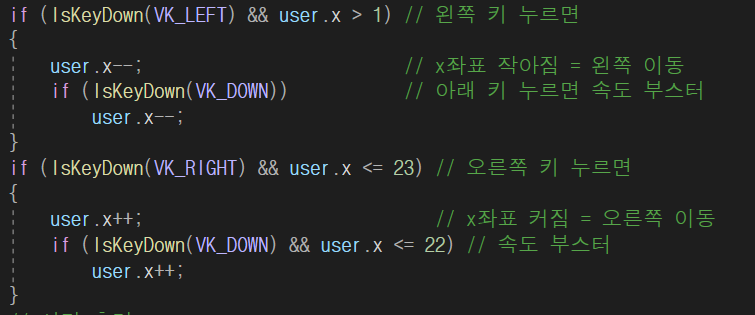 if (IsKeyDown(VK_LEFT) && user.x > 1) // 왼쪽 키 누르면
{
user.x--; // x좌표 작아짐 = 왼쪽 이동
if (IsKeyDown(VK_DOWN)) // 아래 키 누르면 속도 부스터
user.x--;
}
if (IsKeyDown(VK_RIGHT) && user.x <= 23) // 오른쪽 키 누르면
{
user.x++; // x좌표 커짐 = 오른쪽 이동
if (IsKeyDown(VK_DOWN) && user.x <= 22) // 속도 부스터
user.x++;
}